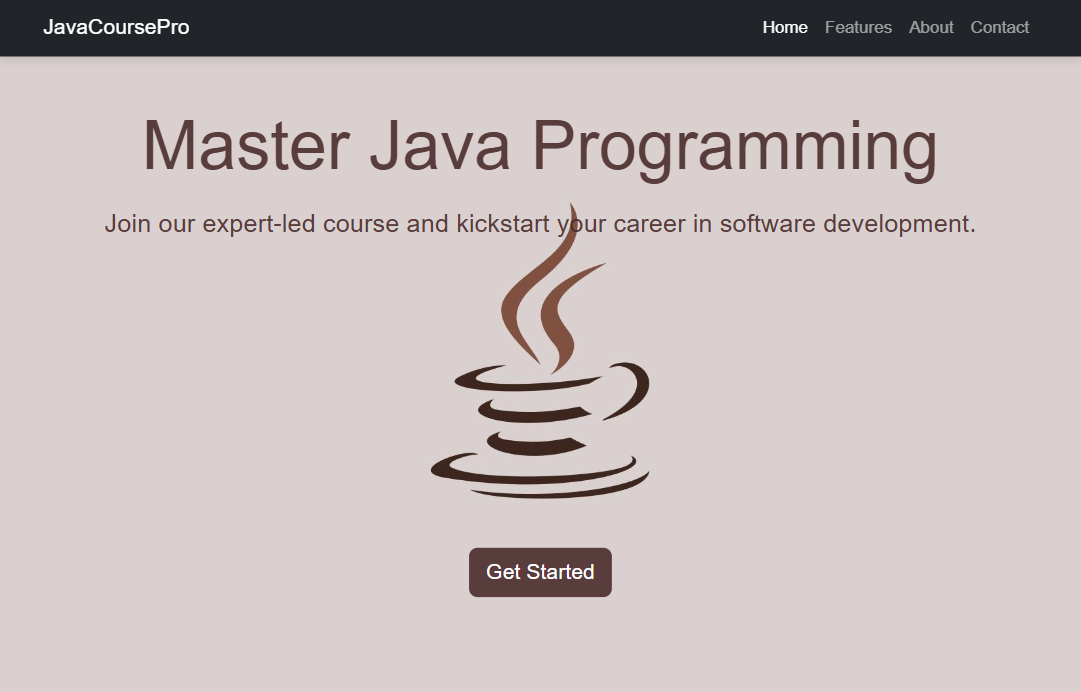 JavaCoursePro Home Features About Contact
Master Java Programming
Join our expert-led course and kickstart your career in software development.
Get Started